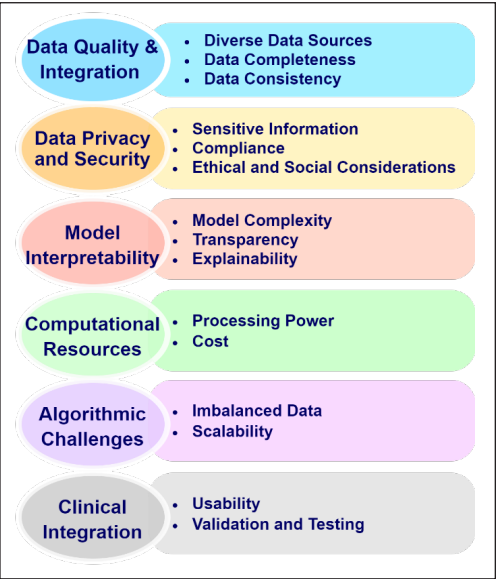 Data Quality &
Integration
• Diverse Data Sources
• Data Completeness
• Data Consistency
Data Privacy
and Security
• Sensitive Information
• Compliance
• Ethical and Social Considerations
Model
Interpretability
• Model Complexity
• Transparency
• Explainability
Computational
Resources
• Processing Power
• Cost
Algorithmic
Challenges
• Imbalanced Data
• Scalability
Clinical
Integration
• Usability
• Validation and Testing